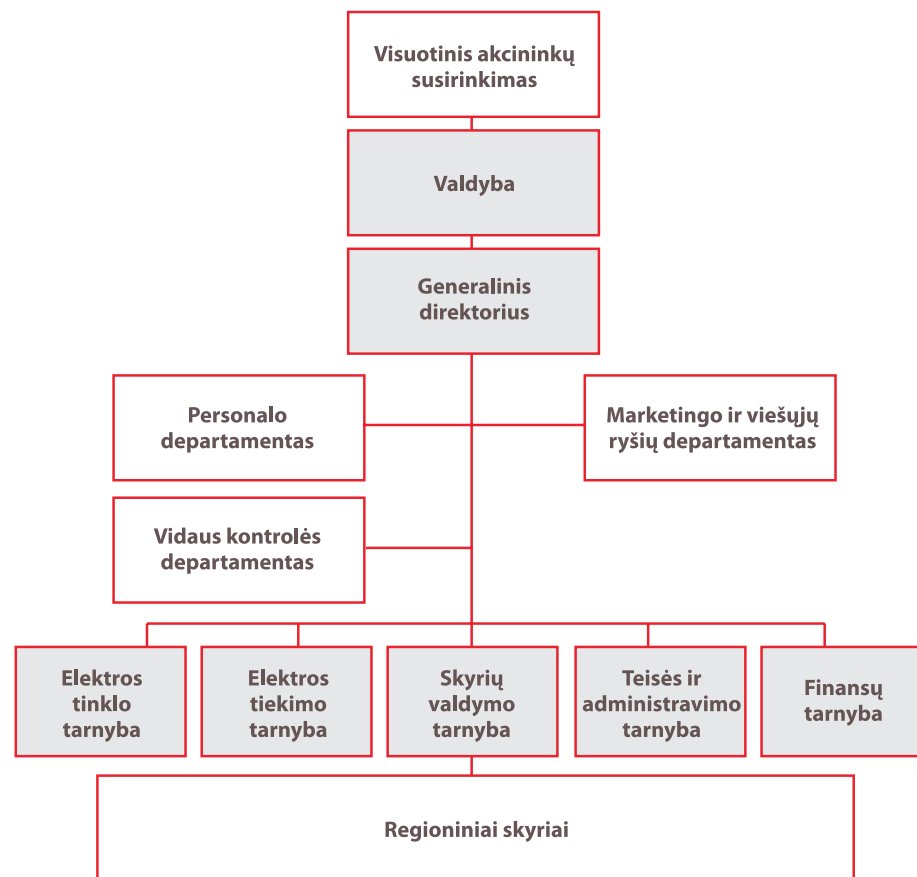 Visuotinis akcininkų
susirinkimas
Valdyba
Generalinis
direktorius
Personalo
departamentas
Marketingo ir viešųjų
ryšių departamentas
Vidaus kontrolės
departamentas
Elektros
tinklo
tarnyba
Elektros
tiekimo
tarnyba
Skyrių
valdymo
tarnyba
Teisės ir
administravimo
tarnyba
Finansų
tarnyba
Regioniniai skyriai